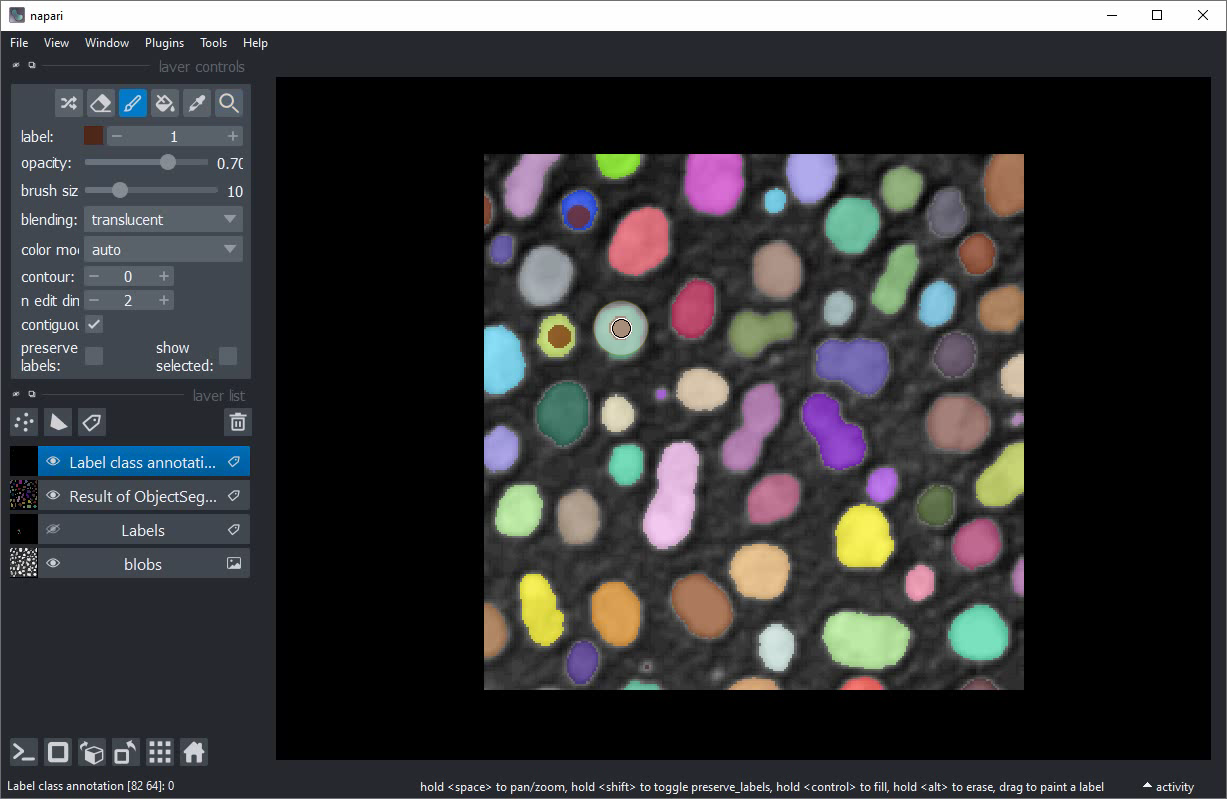 napari
File View Window Plugins Tools Help
layer controls
label: 1
opacity: 0.70
brush siz 10
blending: translucent
color mo auto
contour: 0
n edit din 2
contiguou
preserve labels: show selected:
layer list
Label class annotati...
Result of ObjectSeg...
Labels
blobs
Label class annotation [82 64]: 0 hold <space> to pan/zoom, hold <shift> to toggle preserve_labels, hold <control> to fill, hold <alt> to erase, drag to paint a label activity